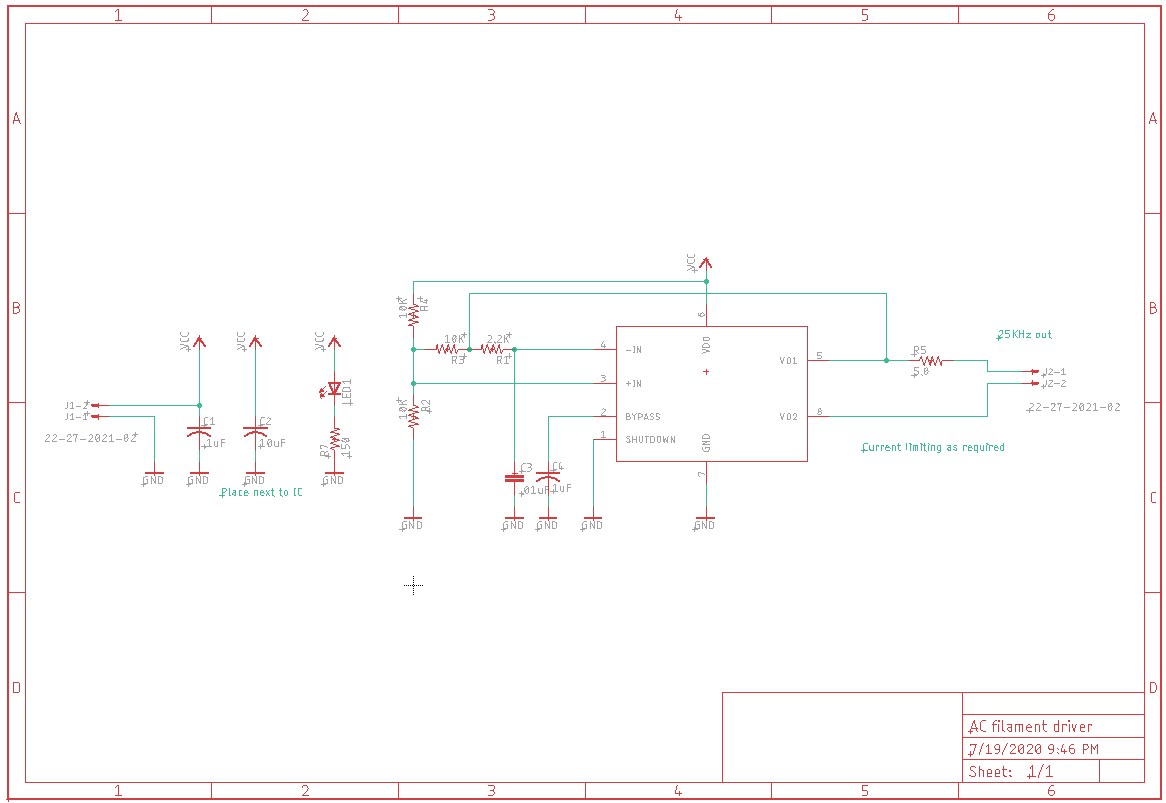 1 2 3 4 5 6
A A
VCC
B B
10K R4
6
25KHz out
VCC VCC VCC
10K 2.2K
R3 R1
4 -IN
VDD
VO1 5
R5
5.0
J2-1
J2-2
3 +IN
LED1
J1-2
J1-1
22-27-2021-02
22-27-2021-02
C1
1uF
C2
10uF
R7 150
10K R2
2 BYPASS
VO2 8
1 SHUTDOWN
GND
7
Current limiting as required
C3
.01uF
C4
1uF
GND GND GND GND
Place next to IC
C C
GND GND GND GND GND
D D
AC filament driver
7/19/2020 9:46 PM
Sheet: 1/1
1 2 3 4 5 6